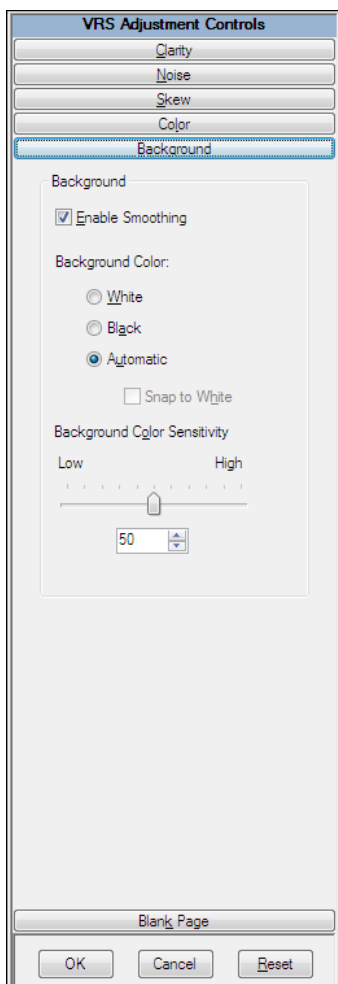 VRS Adjustment Controls
Clarity
Noise
Skew
Color
Background
Background
Enable Smoothing
Background Color:
White
Black
Automatic
Snap to White
Background Color Sensitivity
Low High
50
Blank Page
OK Cancel Reset